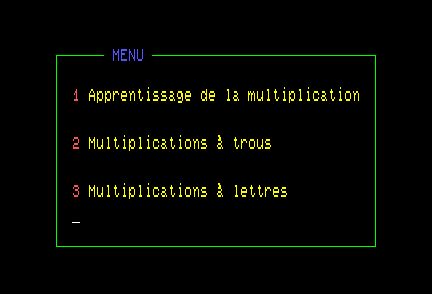 MENU
1 Apprentissage de la multiplication
2 Multiplications à trous
3 Multiplications à lettres
_